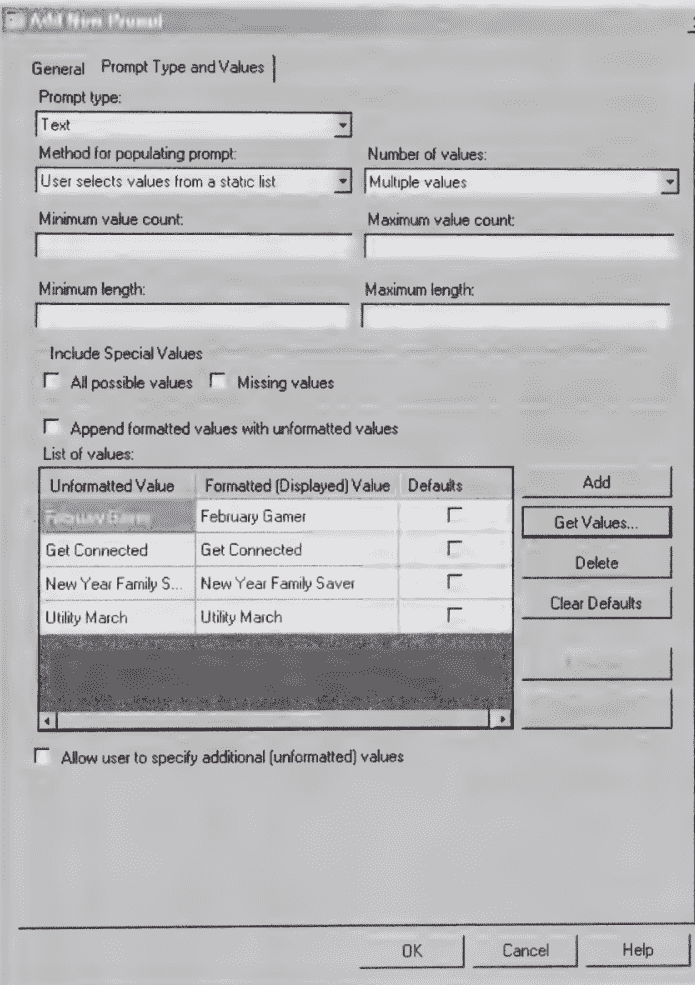 Add New Prompt
General Prompt Type and Values
Prompt type:
Text
Method for populating prompt: Number of values:
User selects values from a static list Multiple values
Minimum value count: Maximum value count:
Minimum length: Maximum length:
Include Special Values
All possible values Missing values
Append formatted values with unformatted values
List of values:
Unformatted Value Formatted (Displayed) Value Defaults Add
February Gamer February Gamer Get Values...
Get Connected Get Connected Delete
New Year Family S... New Year Family Saver Clear Defaults
Utility March Utility March
Allow user to specify additional (unformatted) values
OK Cancel Help